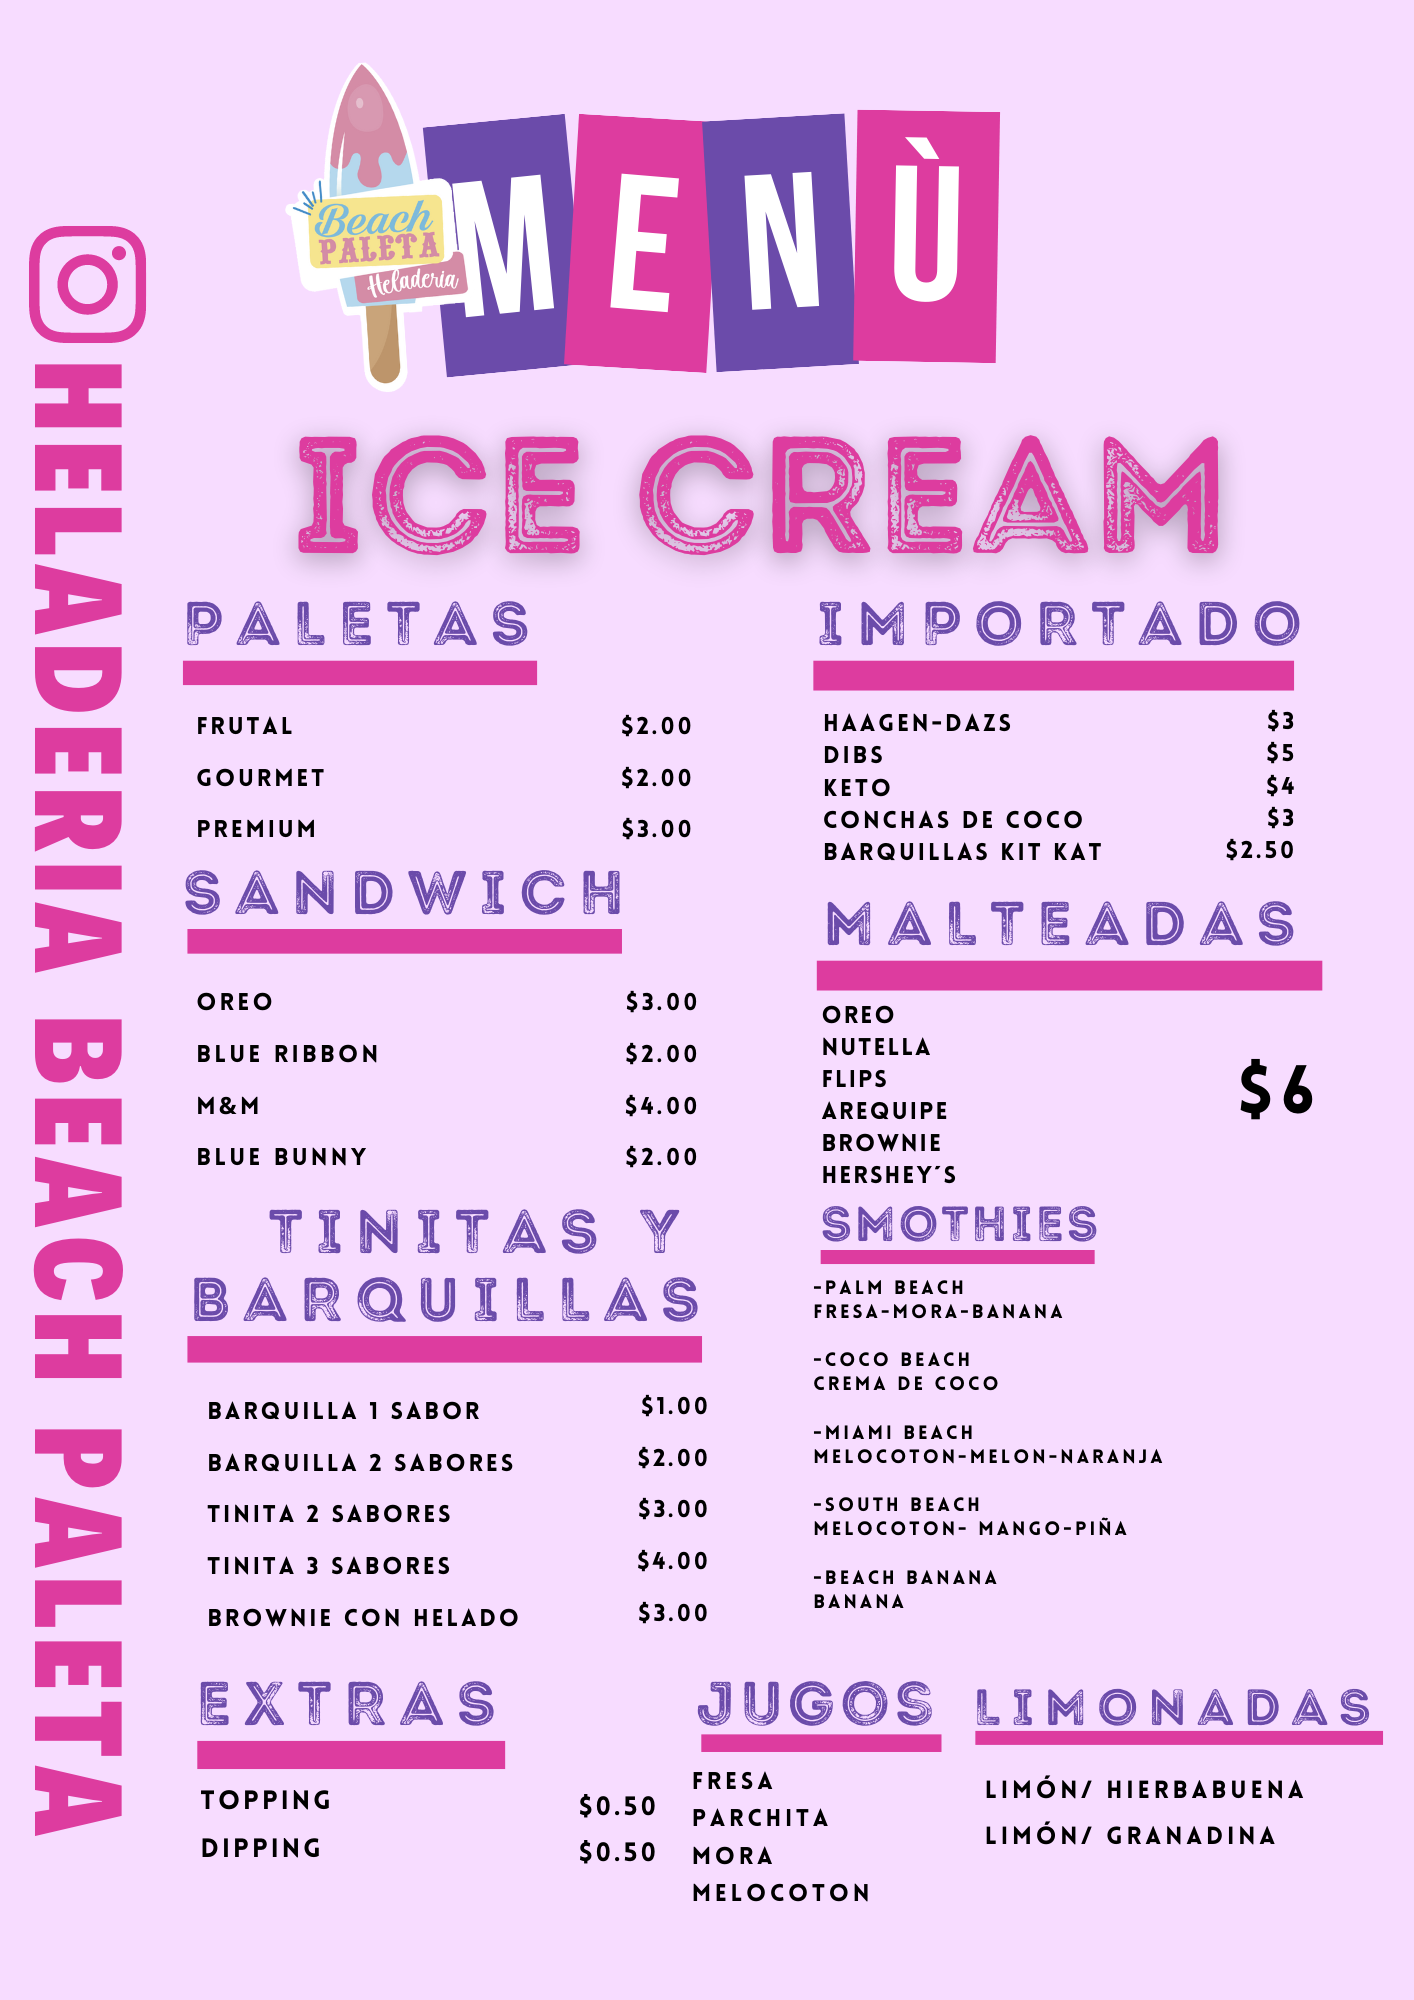 Beach
PALETA
Heladeria
MENÙ
HELADERIA BEACH PALETA
ICE CREAM
PALETAS
FRUTAL $2.00
GOURMET $2.00
PREMIUM $3.00
SANDWICH
OREO $3.00
BLUE RIBBON $2.00
M&M $4.00
BLUE BUNNY $2.00
TINITAS Y
BARQUILLAS
BARQUILLA 1 SABOR $1.00
BARQUILLA 2 SABORES $2.00
TINITA 2 SABORES $3.00
TINITA 3 SABORES $4.00
BROWNIE CON HELADO $3.00
EXTRAS
TOPPING $0.50
DIPPING $0.50
IMPORTADO
HAAGEN-DAZS $3
DIBS $5
KETO $4
CONCHAS DE COCO $3
BARQUILLAS KIT KAT $2.50
MALTEADAS
OREO
NUTELLA
FLIPS
AREQUIPE
BROWNIE
HERSHEY´S
$6
SMOTHIES
-PALM BEACH
FRESA-MORA-BANANA
-COCO BEACH
CREMA DE COCO
-MIAMI BEACH
MELOCOTON-MELON-NARANJA
-SOUTH BEACH
MELOCOTON- MANGO-PIÑA
-BEACH BANANA
BANANA
JUGOS
FRESA
PARCHITA
MORA
MELOCOTON
LIMONADAS
LIMÓN/ HIERBABUENA
LIMÓN/ GRANADINA